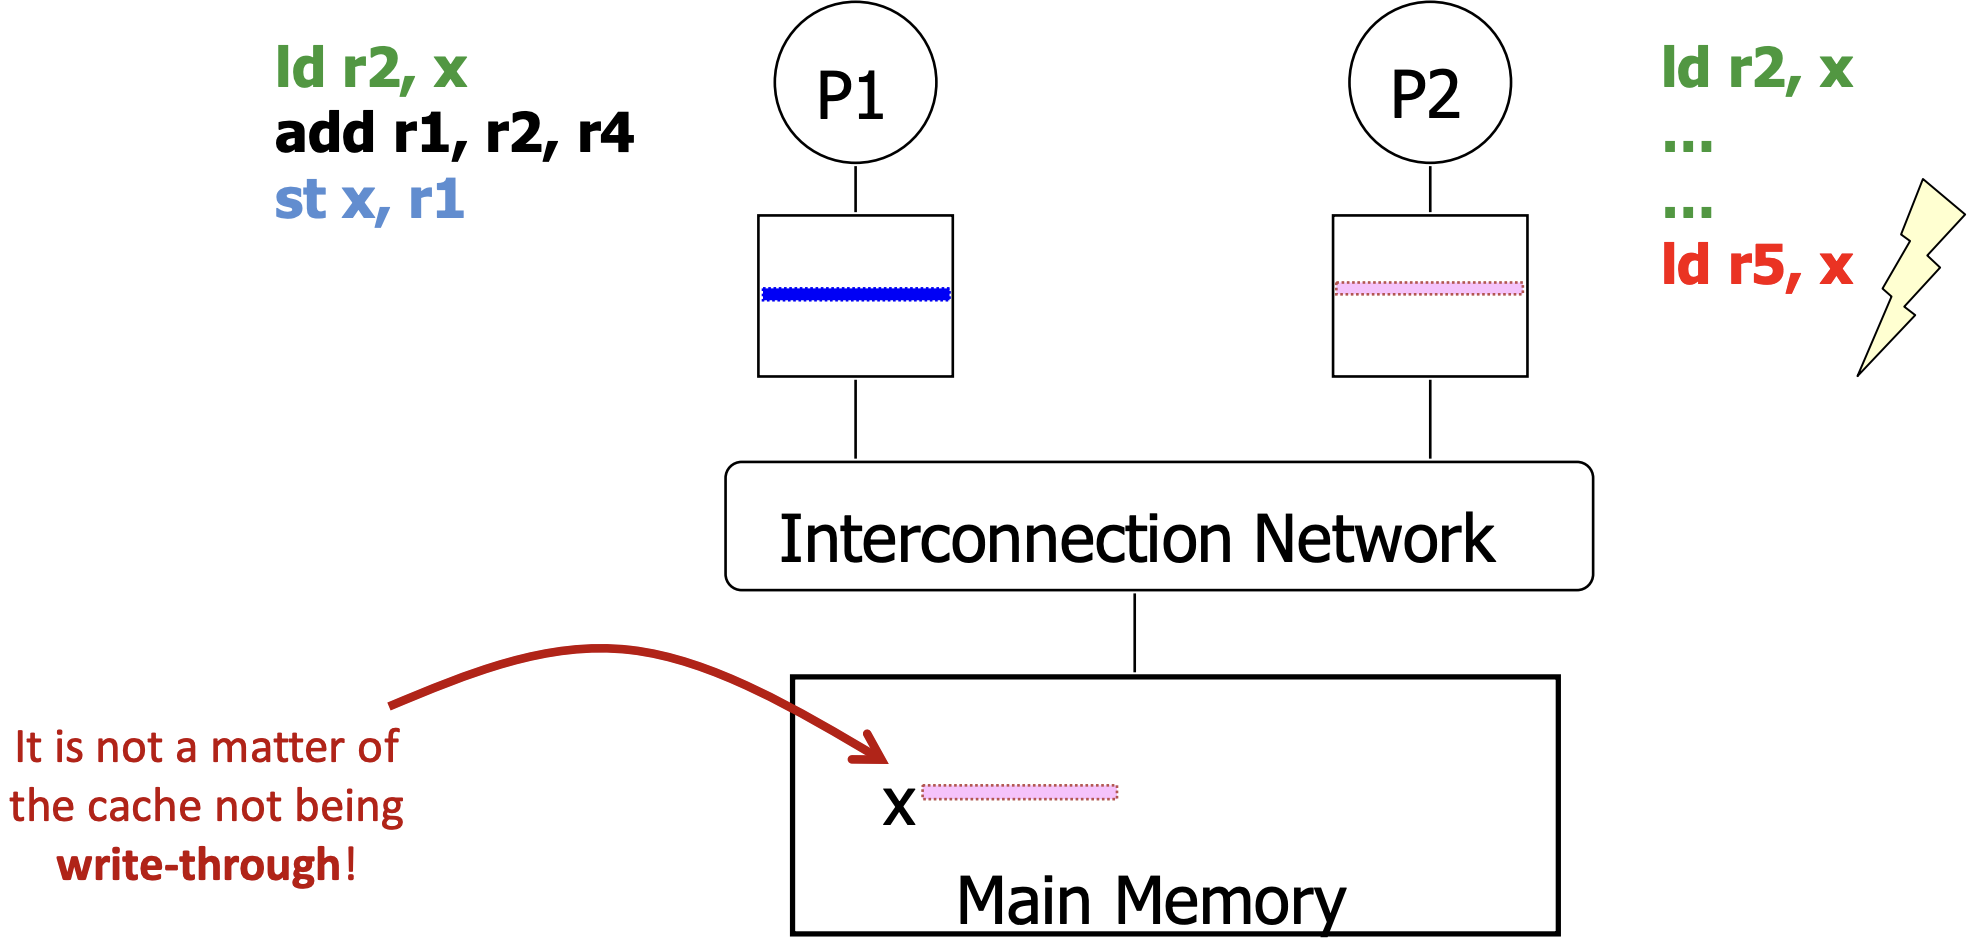 ld r2, x
add r1, r2, r4
st x, r1
P1
P2
ld r2, x
...
...
ld r5, x
Interconnection Network
It is not a matter of
the cache not being
write-through!
x
Main Memory